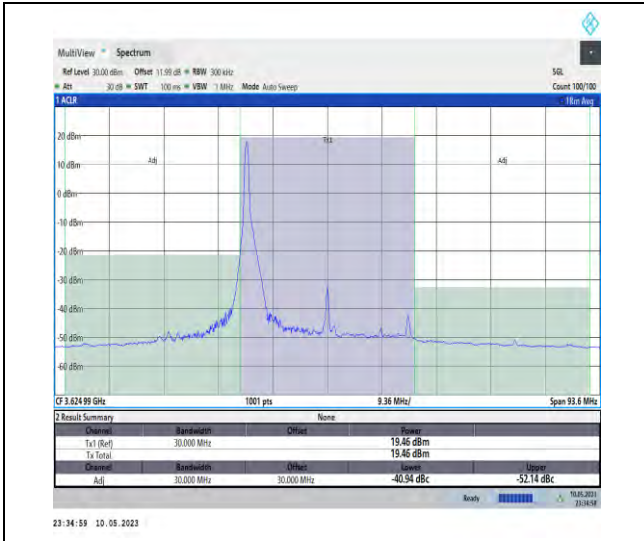 MultiView Spectrum
Ref Level 30.00 dBm Offset 11.99 dB RBW 300 kHz SGL
Att 30 dB SWT 100 ms VBW 1 MHz Mode Auto Sweep Count 100/100
1 ACLR 1Rm Avg
20 dBm
Tx1
Adj Adj
10 dBm
0 dBm
-10 dBm
-20 dBm
-30 dBm
-40 dBm
-50 dBm
-60 dBm
CF 3.624 99 GHz 1001 pts 9.36 MHz/ Span 93.6 MHz
2 Result Summary None
Channel Bandwidth Offset Power
Tx1 (Ref) 30.000 MHz 19.46 dBm
Tx Total 19.46 dBm
Channel Bandwidth Offset Lower Upper
Adj 30.000 MHz 30.000 MHz -40.94 dBc -52.14 dBc
Ready 10.05.2023
23:34:58
23:34:59 10.05.2023